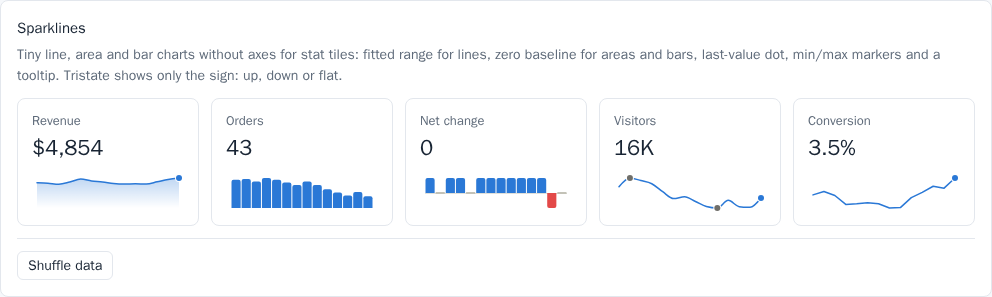 Sparklines
Tiny line, area and bar charts without axes for stat tiles: fitted range for lines, zero baseline for areas and bars, last-value dot, min/max markers and a
tooltip. Tristate shows only the sign: up, down or flat.
Revenue
$4,854
Orders
43
Net change
0
Visitors
16K
Conversion
3.5%
Shuffle data